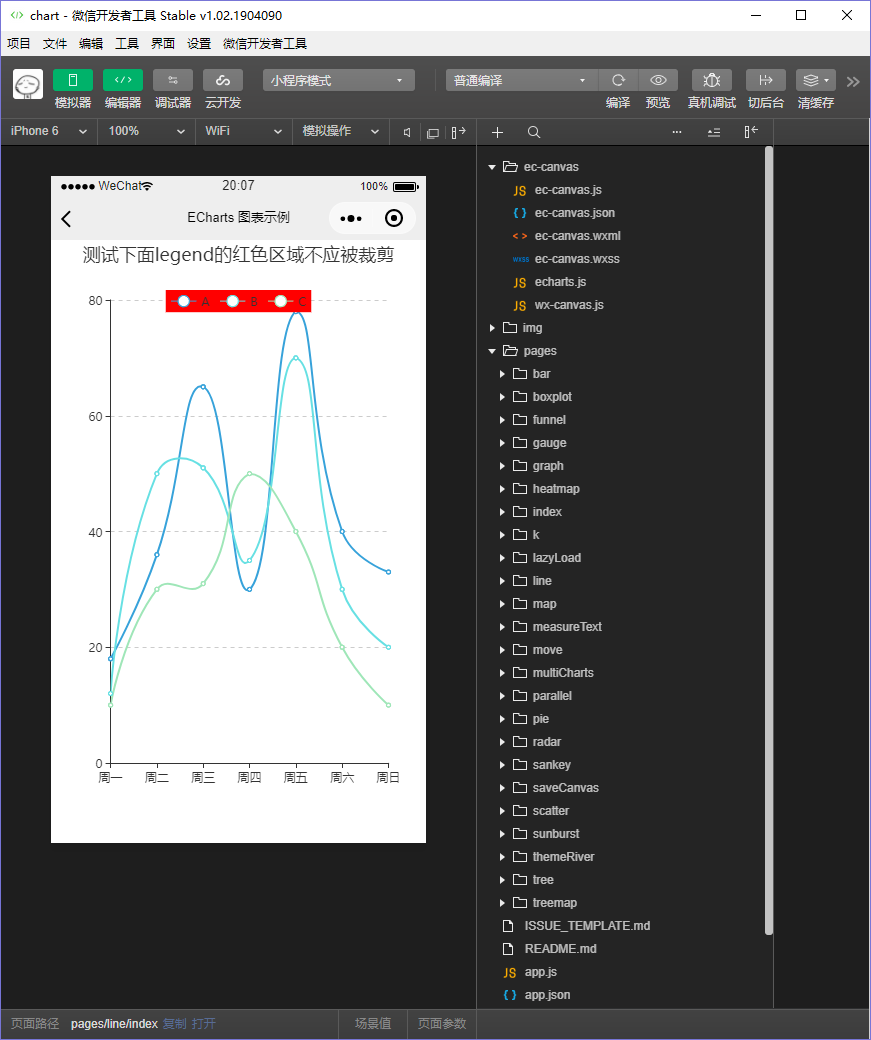 chart - 微信开发者工具 Stable v1.02.1904090
项目 文件 编辑 工具 界面 设置 微信开发者工具
小程序模式 普通编译
模拟器 编辑器 调试器 云开发 编译 预览 真机调试 切后台 清缓存
iPhone 6 100% WiFi 模拟操作
WeChat 20:07 100%
ECharts 图表示例
测试下面legend的红色区域不应被裁剪
A B C
80
60
40
20
0
周一 周二 周三 周四 周五 周六 周日
ec-canvas
JS ec-canvas.js
{ } ec-canvas.json
< > ec-canvas.wxml
wxss ec-canvas.wxss
JS echarts.js
JS wx-canvas.js
img
pages
bar
boxplot
funnel
gauge
graph
heatmap
index
k
lazyLoad
line
map
measureText
move
multiCharts
parallel
pie
radar
sankey
saveCanvas
scatter
sunburst
themeRiver
tree
treemap
ISSUE_TEMPLATE.md
README.md
JS app.js
{ } app.json
页面路径 pages/line/index 复制 打开 场景值 页面参数